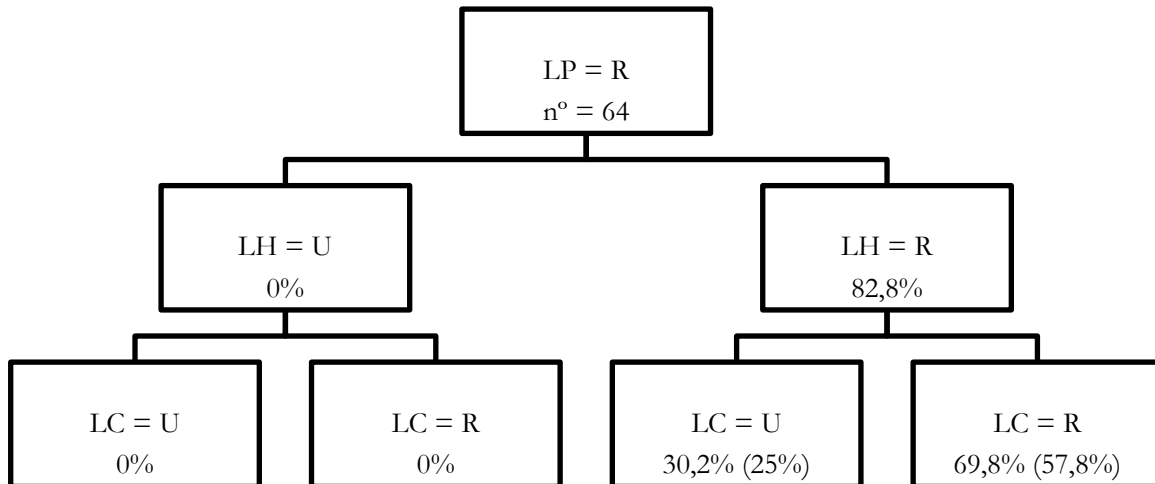 LP = R
nº = 64
LH = U
0%
LH = R
82,8%
LC = U
0%
LC = R
0%
LC = U
30,2% (25%)
LC = R
69,8% (57,8%)